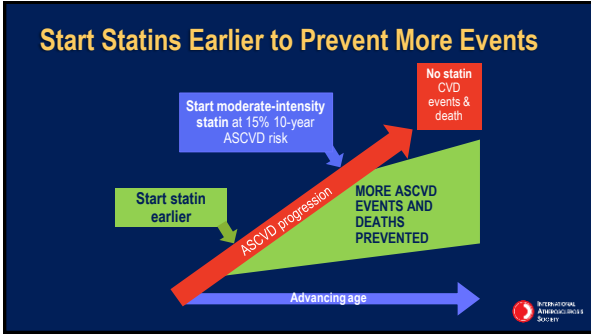 Start Statins Earlier to Prevent More Events
No statin
CVD
events &
death
Start moderate-intensity
statin at 15% 10-year
ASCVD risk
Start statin
earlier
ASCVD progression
MORE ASCVD
EVENTS AND
DEATHS
PREVENTED
Advancing age
INTERNATIONAL
ATHEROSCLEROSIS
SOCIETY